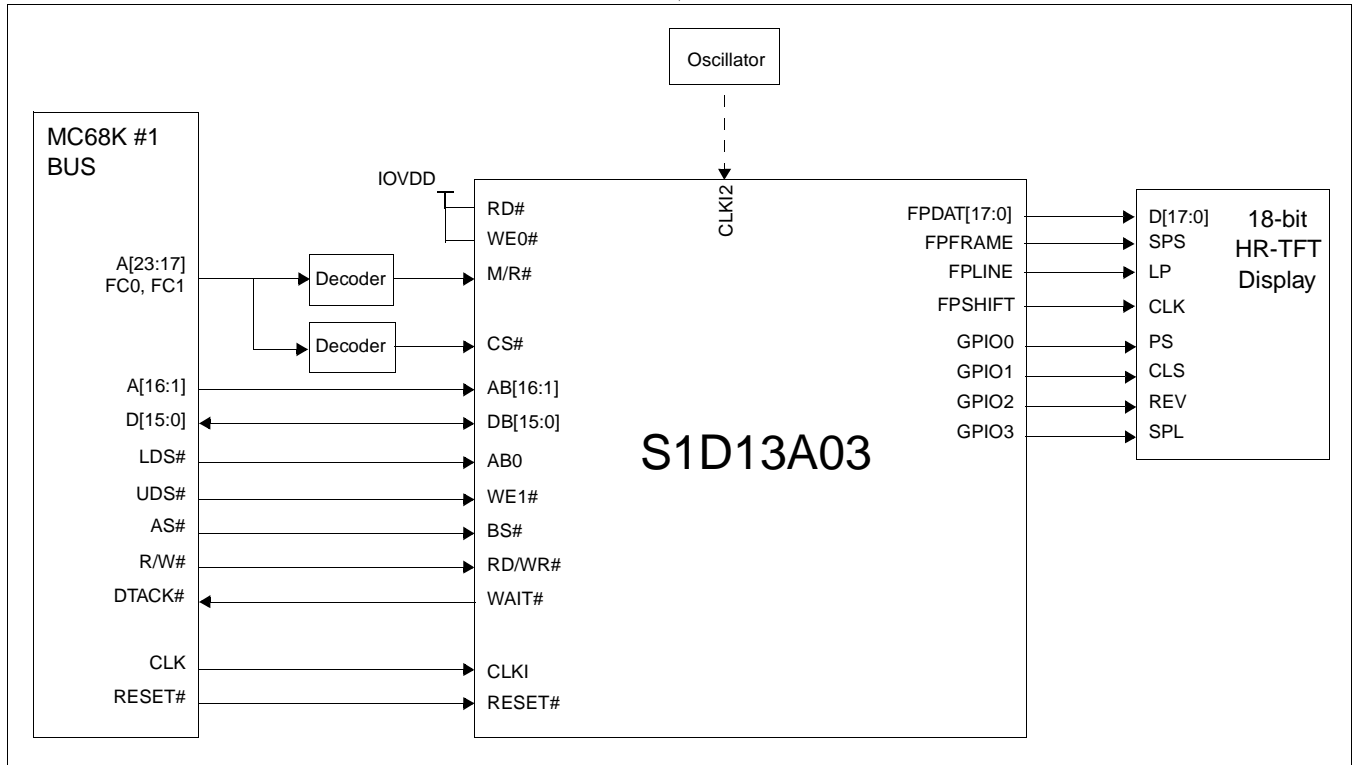 Oscillator
MC68K #1
BUS
A[23:17]
FC0, FC1
A[16:1]
D[15:0]
LDS#
UDS#
AS#
R/W#
DTACK#
CLK
RESET#
Decoder
Decoder
IOVDD
RD#
WE0#
M/R#
CS#
AB[16:1]
DB[15:0]
AB0
WE1#
BS#
RD/WR#
WAIT#
CLKI
RESET#
CLKI2
S1D13A03
FPDAT[17:0]
FPFRAME
FPLINE
FPSHIFT
GPIO0
GPIO1
GPIO2
GPIO3
D[17:0]
SPS
LP
CLK
PS
CLS
REV
SPL
18-bit
HR-TFT
Display